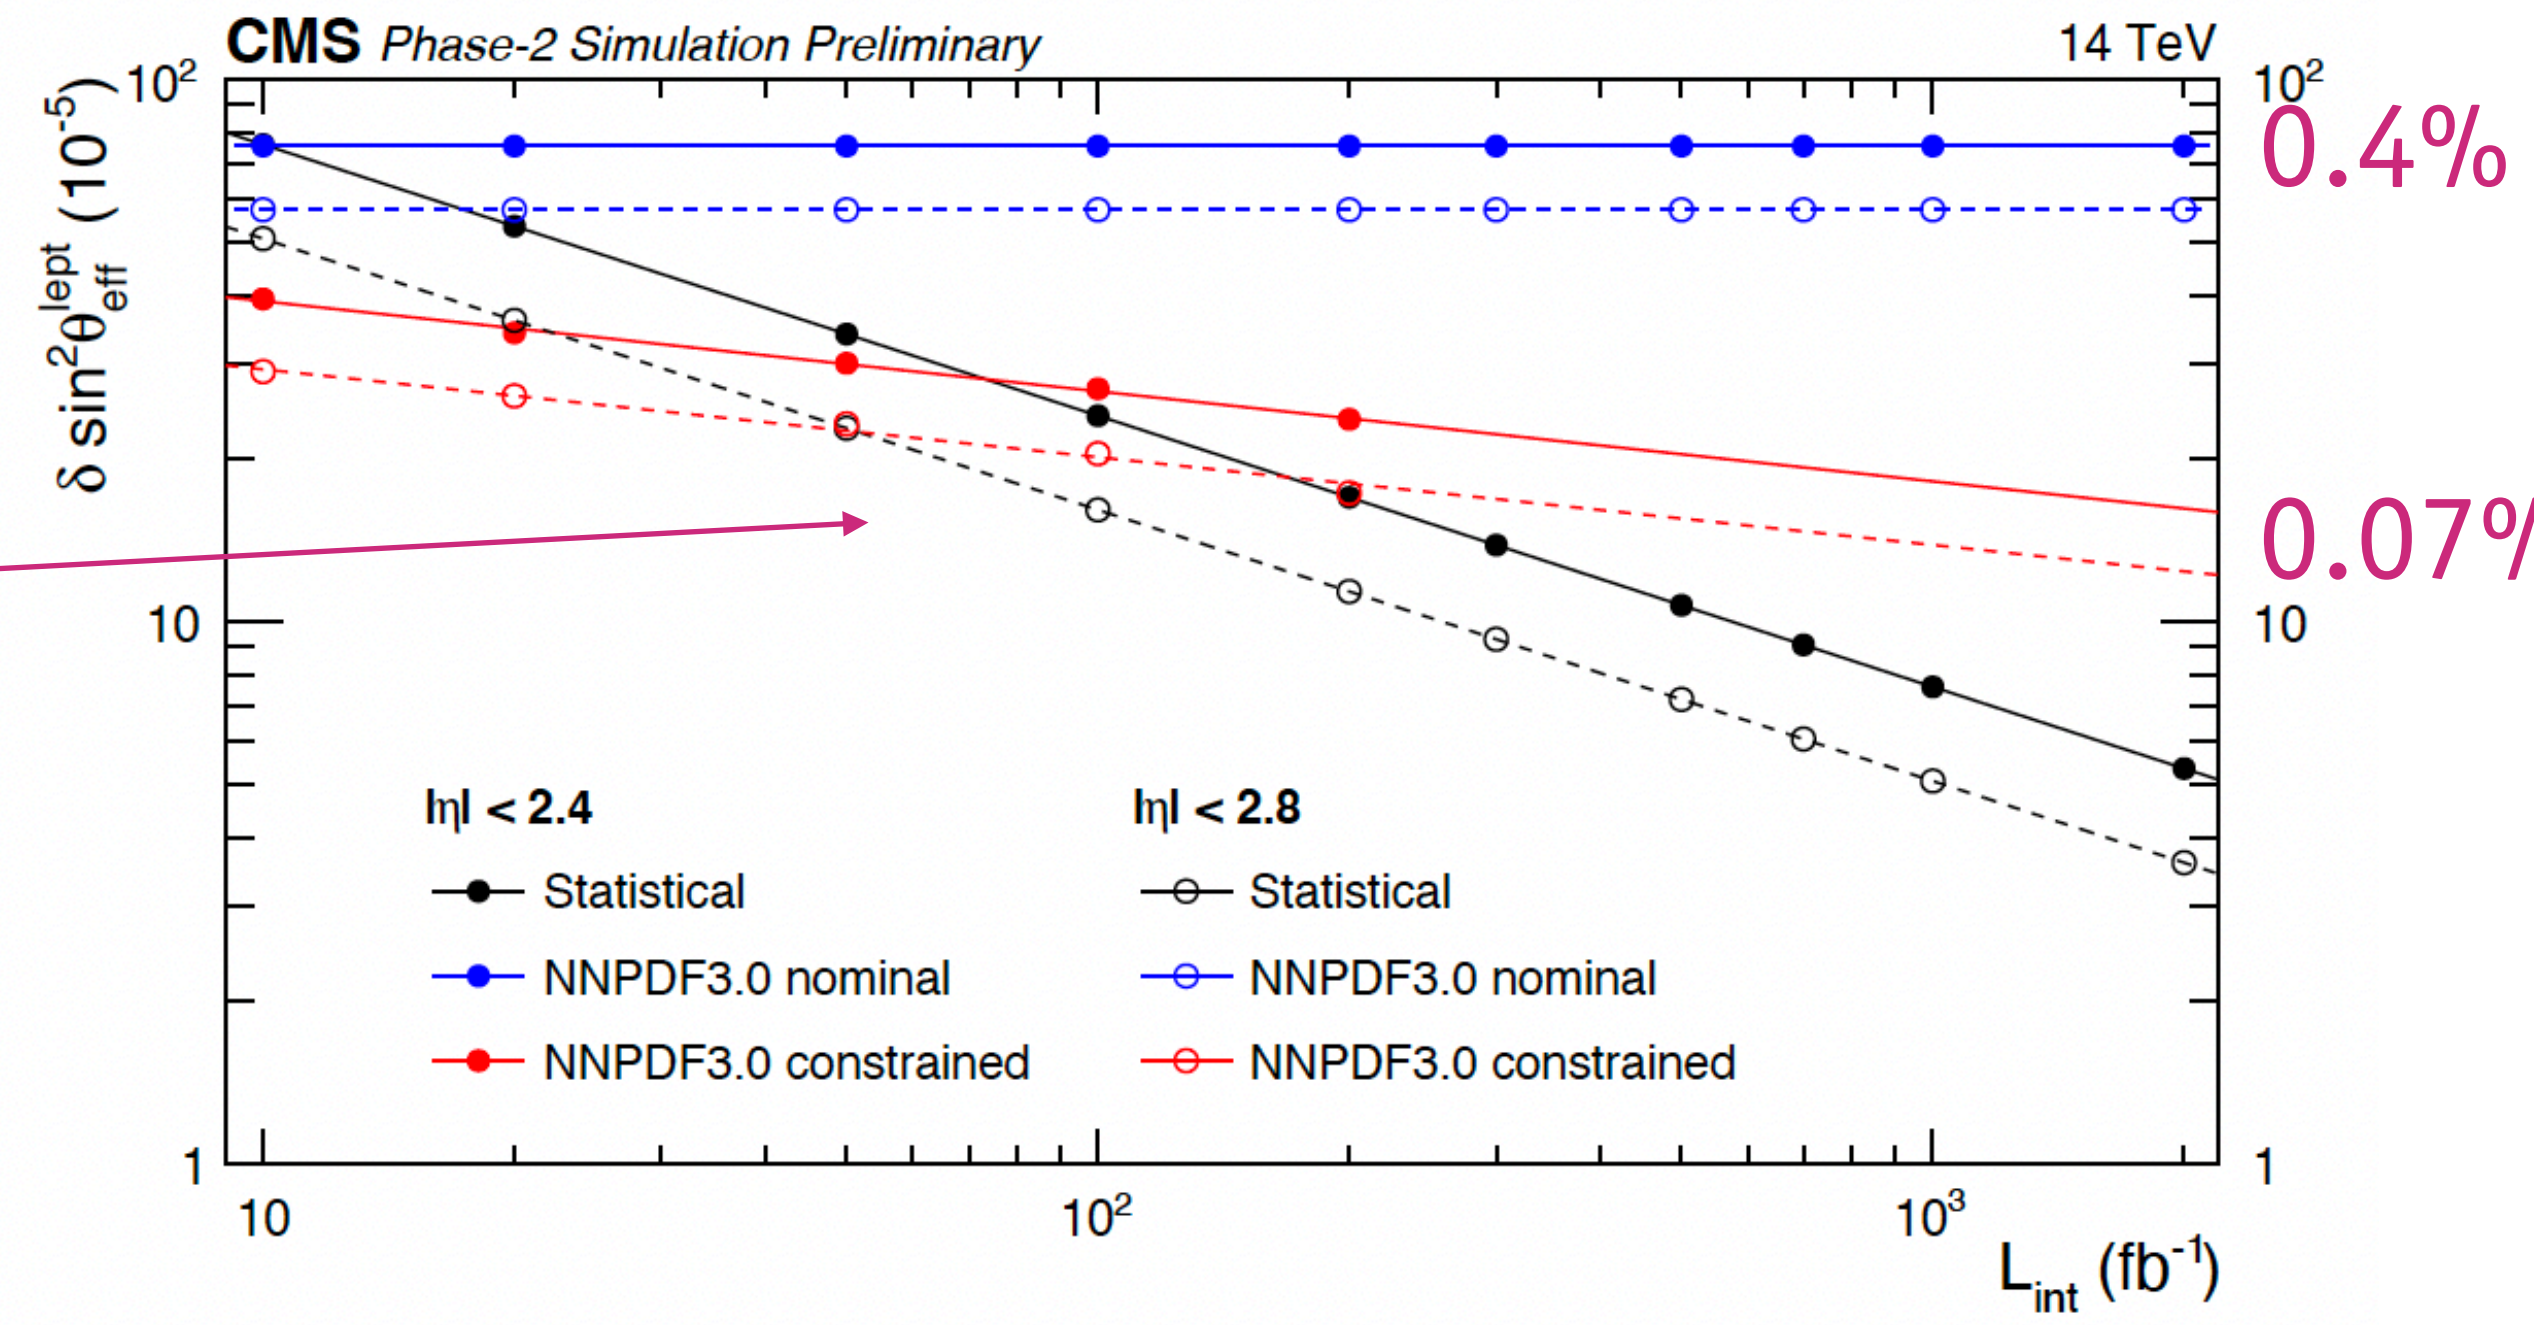 CMS Phase-2 Simulation Preliminary 14 TeV
δ sin²θ_eff^lept (10⁻⁵)
10²
10
1
10²
0.4%
0.07%
10
1
|η| < 2.4
Statistical
NNPDF3.0 nominal
NNPDF3.0 constrained
|η| < 2.8
Statistical
NNPDF3.0 nominal
NNPDF3.0 constrained
10 10² 10³
L_int (fb⁻¹)